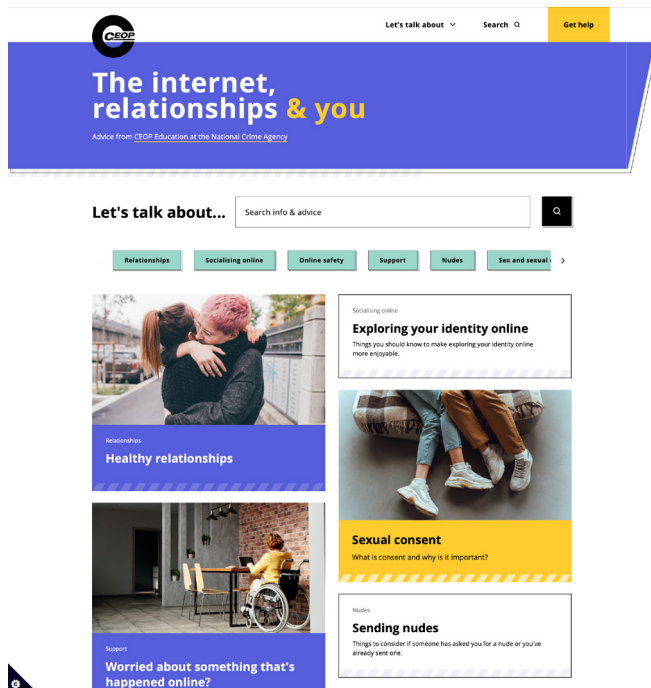 CEOP
Let's talk about
Search
Get help
The internet,
relationships & you
Advice from CEOP Education at the National Crime Agency
Let's talk about...
Search info & advice
Relationships
Socialising online
Online safety
Support
Nudes
Sex and sexual
Relationships
Healthy relationships
Socialising online
Exploring your identity online
Things you should know to make exploring your identity online
more enjoyable.
Sexual consent
What is consent and why is it important?
Support
Worried about something that's
happened online?
Nudes
Sending nudes
Things to consider if someone has asked you for a nude or you've
already sent one.